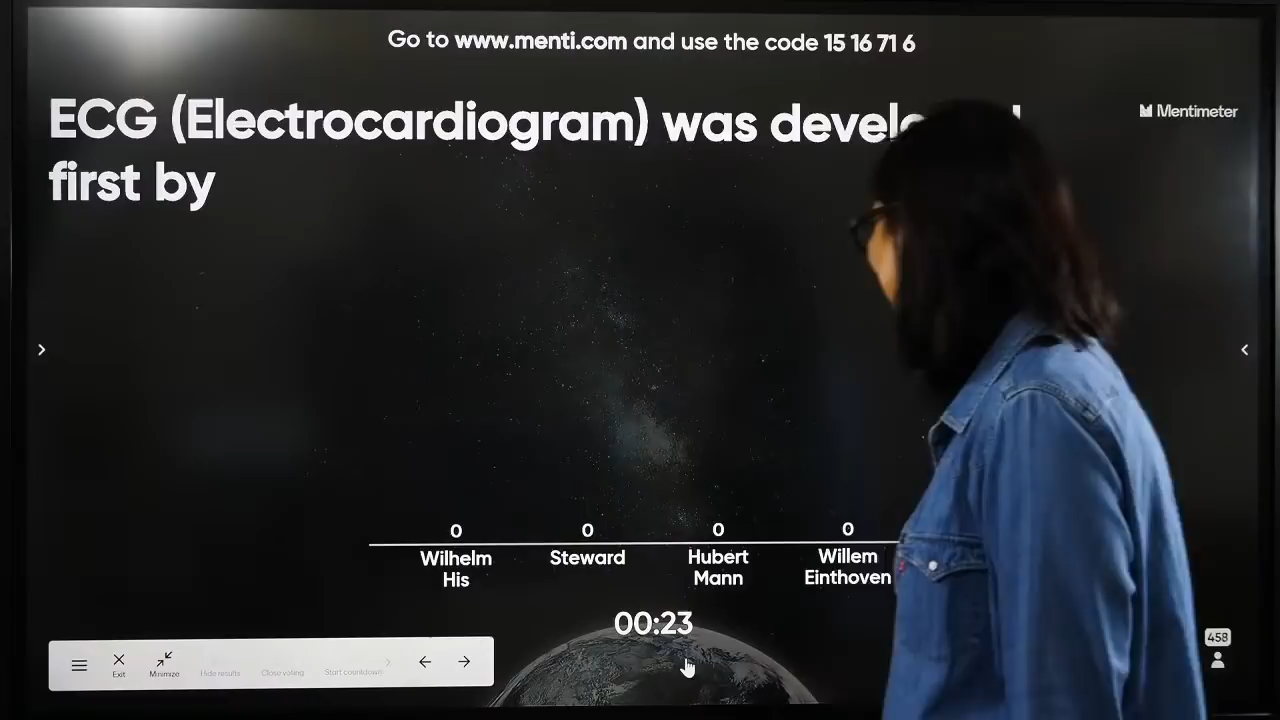 Go to www.menti.com and use the code 15 16 71 6
ECG (Electrocardiogram) was
first by
Mentimeter
0 0 0 0
Wilhelm His
Steward
Hubert Mann
Willem Einthoven
00:23
Exit
Minimize
Hide results
Close voting
Start countdown
458